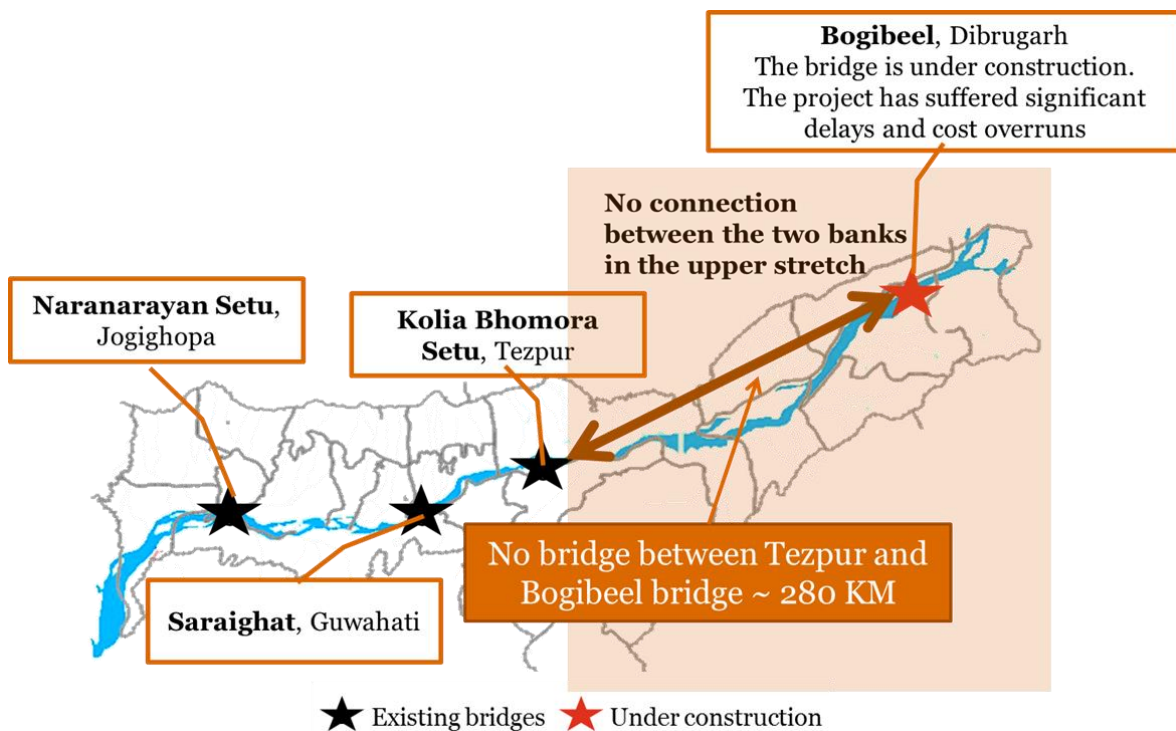 Bogibeel, Dibrugarh
The bridge is under construction.
The project has suffered significant
delays and cost overruns
No connection
between the two banks
in the upper stretch
Naranarayan Setu,
Jogighopa
Kolia Bhomora
Setu, Tezpur
No bridge between Tezpur and
Bogibeel bridge ~ 280 KM
Saraighat, Guwahati
Existing bridges
Under construction